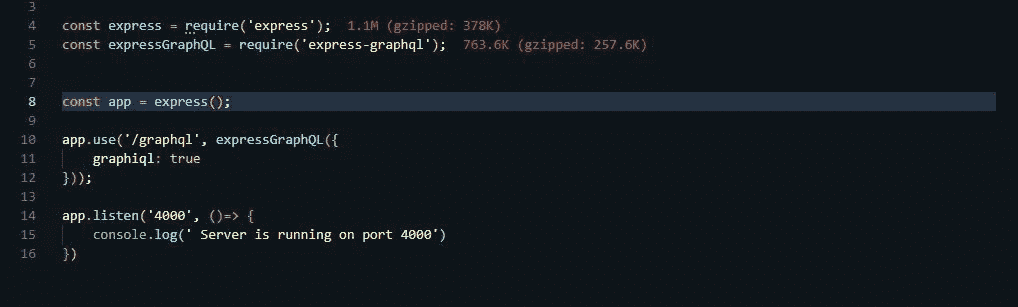 3
4 const express = require('express'); 1.1M (gzipped: 378K)
5 const expressGraphQL = require('express-graphql'); 763.6K (gzipped: 257.6K)
6
7
8 const app = express();
9
10 app.use('/graphql', expressGraphQL({
11 graphiql: true
12 }));
13
14 app.listen('4000', ()=> {
15 console.log(' Server is running on port 4000')
16 })